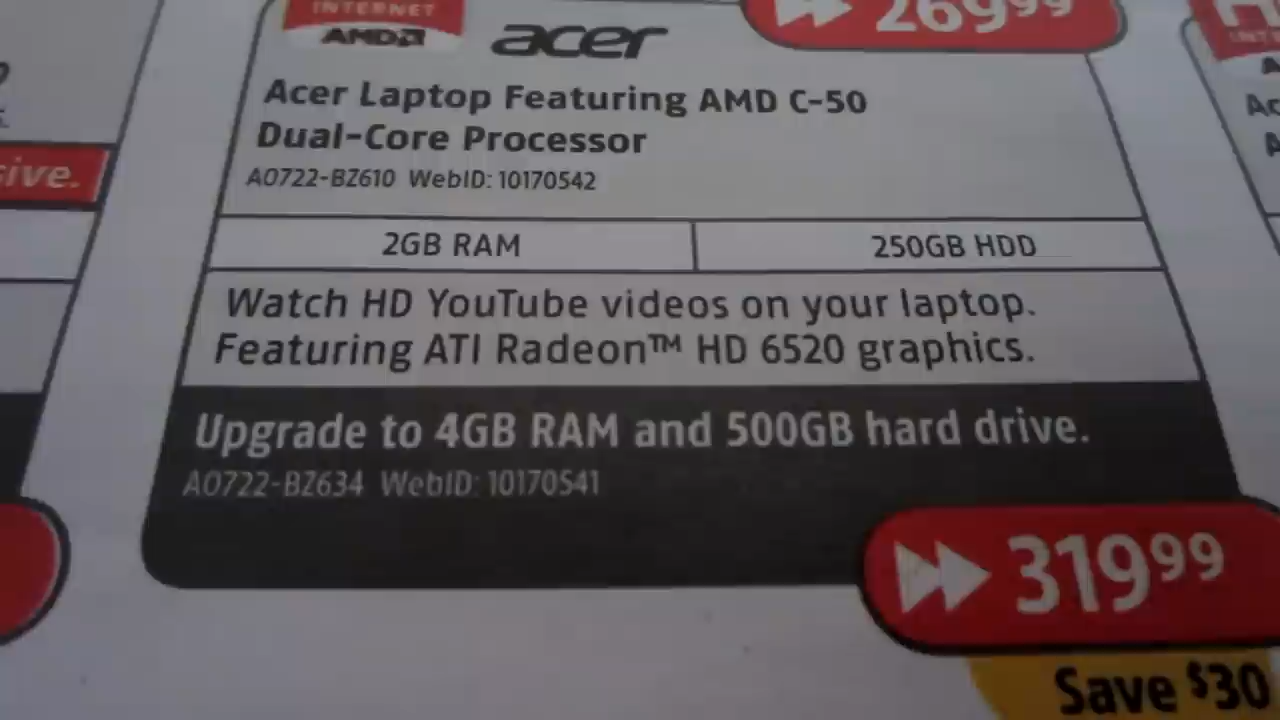 INTERNET
AMD
acer
269⁹⁹
Acer Laptop Featuring AMD C-50
Dual-Core Processor
AO722-BZ610 WebID: 10170542
sive.
2GB RAM
250GB HDD
Watch HD YouTube videos on your laptop.
Featuring ATI Radeon™ HD 6520 graphics.
Upgrade to 4GB RAM and 500GB hard drive.
AO722-BZ634 WebID: 10170541
319⁹⁹
Save $30